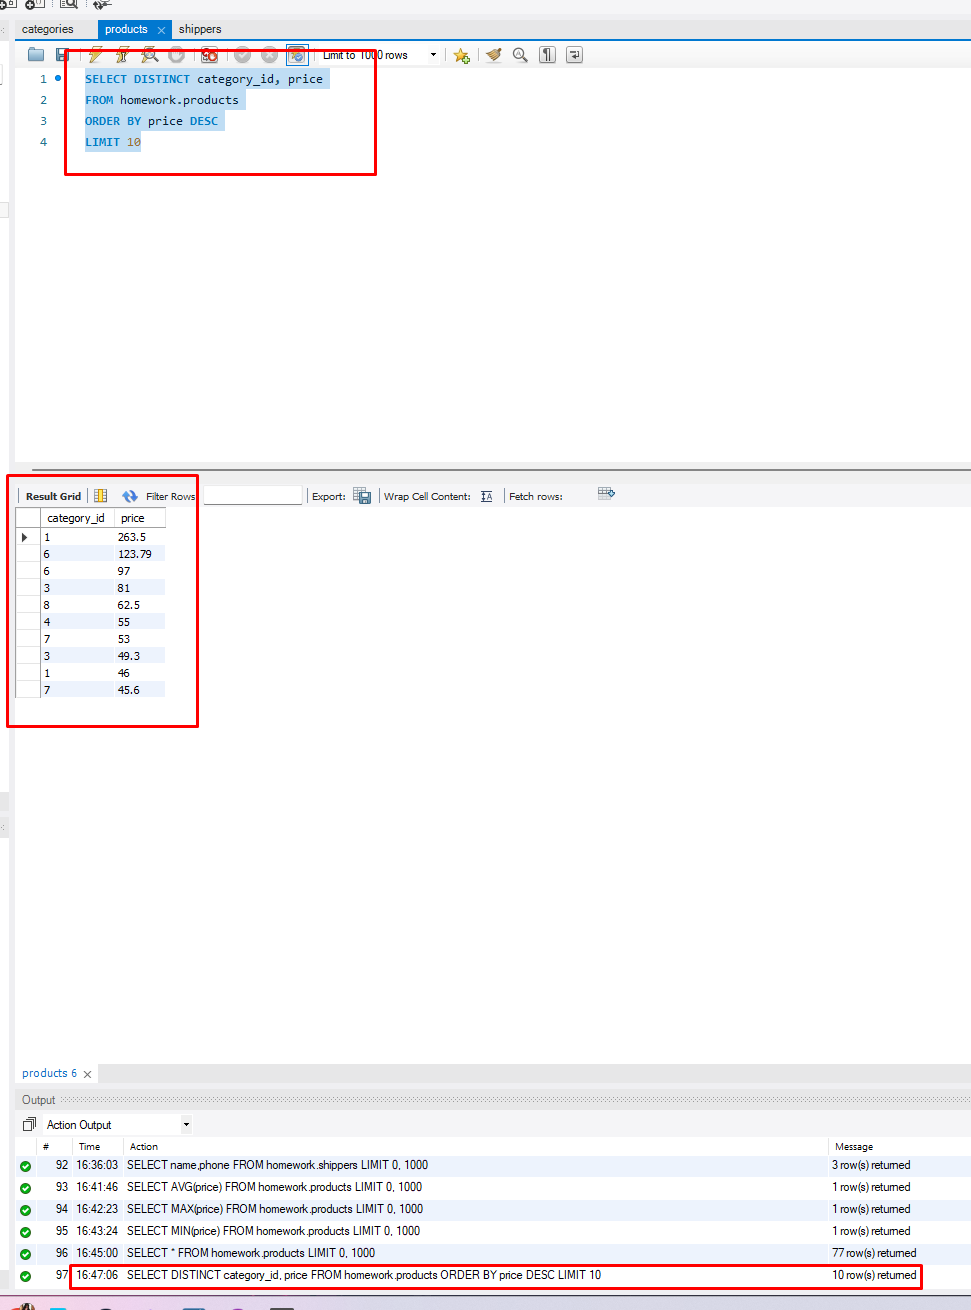 categories products shippers
Limit to 1000 rows
1 SELECT DISTINCT category_id, price
2 FROM homework.products
3 ORDER BY price DESC
4 LIMIT 10
Result Grid Filter Rows Export: Wrap Cell Content: Fetch rows:
category_id price
1 263.5
6 123.79
6 97
3 81
8 62.5
4 55
7 53
3 49.3
1 46
7 45.6
products 6
Output
Action Output
# Time Action Message
92 16:36:03 SELECT name,phone FROM homework.shippers LIMIT 0, 1000 3 row(s) returned
93 16:41:46 SELECT AVG(price) FROM homework.products LIMIT 0, 1000 1 row(s) returned
94 16:42:23 SELECT MAX(price) FROM homework.products LIMIT 0, 1000 1 row(s) returned
95 16:43:24 SELECT MIN(price) FROM homework.products LIMIT 0, 1000 1 row(s) returned
96 16:45:00 SELECT * FROM homework.products LIMIT 0, 1000 77 row(s) returned
97 16:47:06 SELECT DISTINCT category_id, price FROM homework.products ORDER BY price DESC LIMIT 10 10 row(s) returned